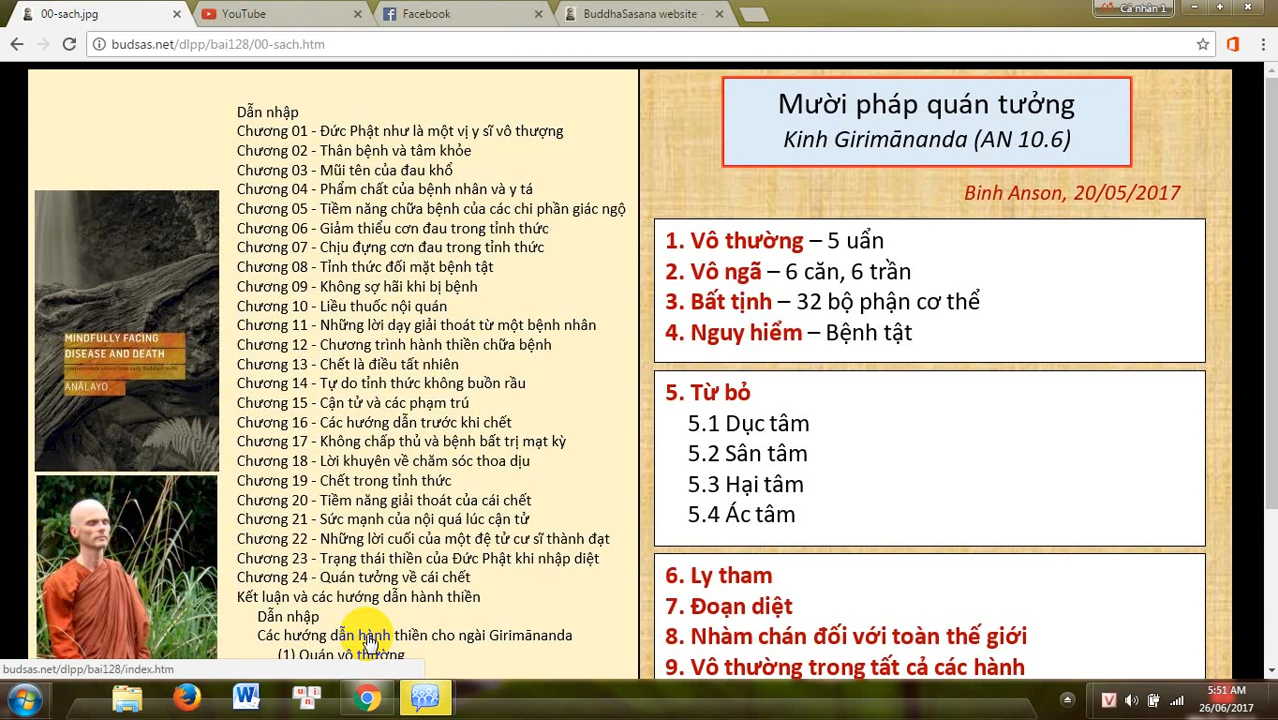 00-sach.jpg
YouTube
Facebook
BuddhaSasana website -
Cá nhân 1
budsas.net/dlpp/bai128/00-sach.htm
Dẫn nhập
Chương 01 - Đức Phật như là một vị y sĩ vô thượng
Chương 02 - Thân bệnh và tâm khỏe
Chương 03 - Mũi tên của đau khổ
Chương 04 - Phẩm chất của bệnh nhân và y tá
Chương 05 - Tiềm năng chữa bệnh của các chi phần giác ngộ
Chương 06 - Giảm thiểu cơn đau trong tỉnh thức
Chương 07 - Chịu đựng cơn đau trong tỉnh thức
Chương 08 - Tỉnh thức đối mặt bệnh tật
Chương 09 - Không sợ hãi khi bị bệnh
Chương 10 - Liều thuốc nội quán
Chương 11 - Những lời dạy giải thoát từ một bệnh nhân
Chương 12 - Chương trình hành thiền chữa bệnh
Chương 13 - Chết là điều tất nhiên
Chương 14 - Tự do tỉnh thức không buồn rầu
Chương 15 - Cận tử và các phạm trú
Chương 16 - Các hướng dẫn trước khi chết
Chương 17 - Không chấp thủ và bệnh bất trị mạt kỳ
Chương 18 - Lời khuyên về chăm sóc thoa dịu
Chương 19 - Chết trong tỉnh thức
Chương 20 - Tiềm năng giải thoát của cái chết
Chương 21 - Sức mạnh của nội quá lúc cận tử
Chương 22 - Những lời cuối của một đệ tử cư sĩ thành đạt
Chương 23 - Trạng thái thiền của Đức Phật khi nhập diệt
Chương 24 - Quán tưởng về cái chết
Kết luận và các hướng dẫn hành thiền
Dẫn nhập
Các hướng dẫn hành thiền cho ngài Girimānanda
(1) Quán vô thường
MINDFULLY FACING
DISEASE AND DEATH
ANĀLAYO
Mười pháp quán tưởng
Kinh Girimānanda (AN 10.6)
Binh Anson, 20/05/2017
1. Vô thường – 5 uẩn
2. Vô ngã – 6 căn, 6 trần
3. Bất tịnh – 32 bộ phận cơ thể
4. Nguy hiểm – Bệnh tật
5. Từ bỏ
5.1 Dục tâm
5.2 Sân tâm
5.3 Hại tâm
5.4 Ác tâm
6. Ly tham
7. Đoạn diệt
8. Nhàm chán đối với toàn thế giới
9. Vô thường trong tất cả các hành
budsas.net/dlpp/bai128/index.htm
5:51 AM
26/06/2017